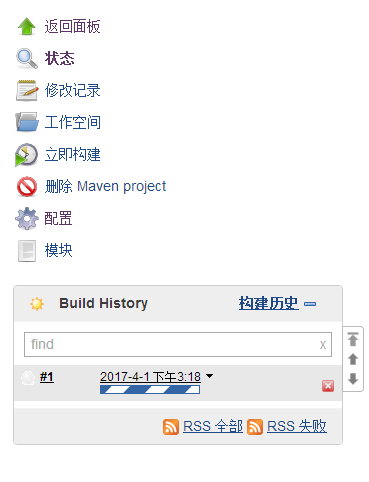 返回面板
状态
修改记录
工作空间
立即构建
删除 Maven project
配置
模块
Build History 构建历史
find x
#1 2017-4-1 下午3:18
RSS 全部 RSS 失败